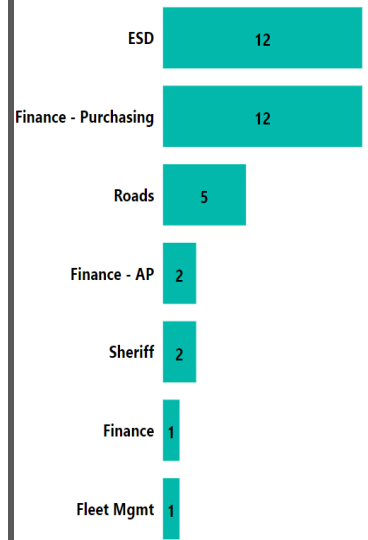 ESD 12
Finance - Purchasing 12
Roads 5
Finance - AP 2
Sheriff 2
Finance 1
Fleet Mgmt 1